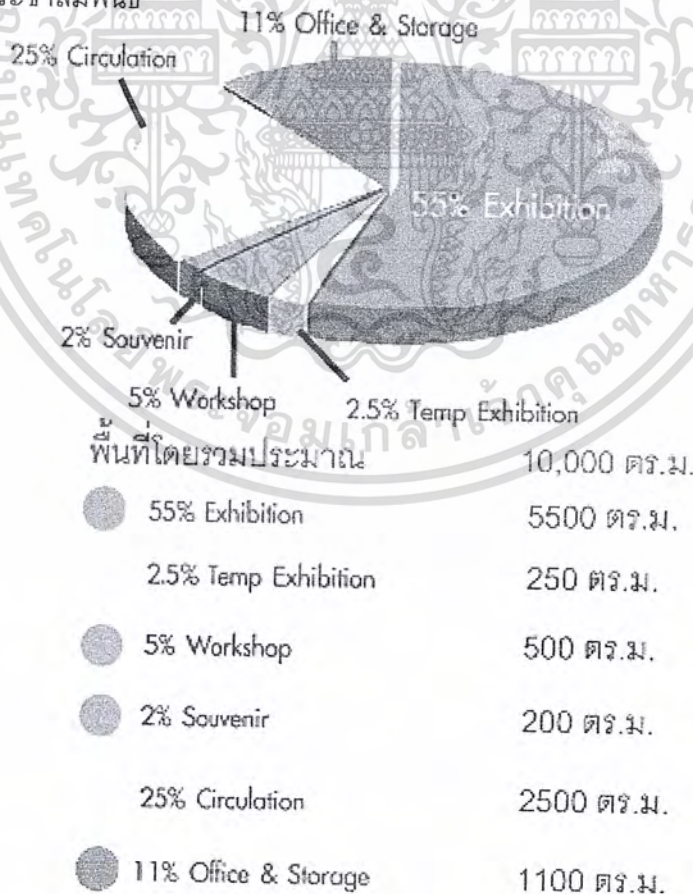 11% Office & Storage
25% Circulation
55% Exhibition
2% Souvenir
5% Workshop
2.5% Temp Exhibition
พื้นที่โดยรวมประมาณ 10,000 ตร.ม.
55% Exhibition 5500 ตร.ม.
2.5% Temp Exhibition 250 ตร.ม.
5% Workshop 500 ตร.ม.
2% Souvenir 200 ตร.ม.
25% Circulation 2500 ตร.ม.
11% Office & Storage 1100 ตร.ม.